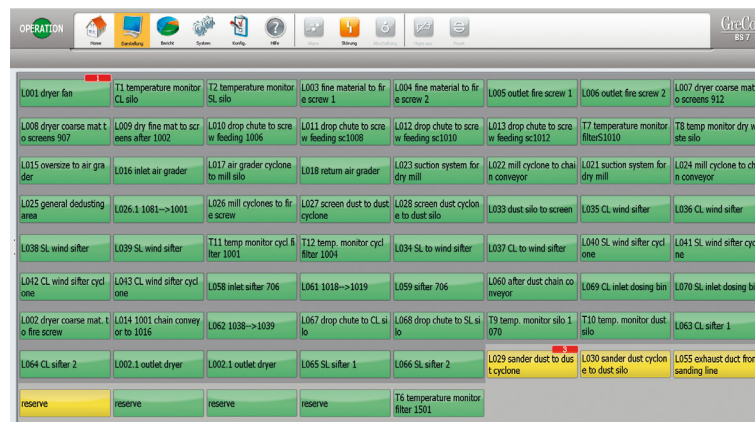 OPERATION
Home
Darstellung
Bericht
System
Konfig.
Hilfe
Alarm
Störung
Abschaltung
Hupe aus
Reset
GreCo
BS 7
1
L001 dryer fan
T1 temperature monitor
CL silo
T2 temperature monitor
SL silo
L003 fine material to fir
e screw 1
L004 fine material to fir
e screw 2
L005 outlet fire screw 1
L006 outlet fire screw 2
L007 dryer coarse mat
o screens 912
L008 dryer coarse mat t
o screens 907
L009 dry fine mat to scr
eens after 1002
L010 drop chute to scre
w feeding 1006
L011 drop chute to scre
w feeding sc1008
L012 drop chute to scre
w feeding sc1010
L013 drop chute to scre
w feeding sc1012
T7 temperature monitor
filterS1010
T8 temp monitor dry w
ste silo
L015 oversize to air gra
der
L016 inlet air grader
L017 air grader cyclone
to mill silo
L018 return air grader
L023 suction system for
dry mill
L022 mill cyclone to chai
n conveyor
L021 suction system for
dry mill
L024 mill cyclone to ch
n conveyor
L025 general dedusting
area
L026.1 1081-->1001
L026 mill cyclones to fir
e screw
L027 screen dust to dust
cyclone
L028 screen dust cyclon
e to dust silo
L033 dust silo to screen
L035 CL wind sifter
L036 CL wind sifter
L038 SL wind sifter
L039 SL wind sifter
T11 temp monitor cycl fi
lter 1001
T12 temp. monitor cycl
filter 1004
L034 SL to wind sifter
L037 CL to wind sifter
L040 SL wind sifter cycl
one
L041 SL wind sifter cyc
ne
L042 CL wind sifter cycl
one
L043 CL wind sifter cycl
one
L058 inlet sifter 706
L061 1018-->1019
L059 sifter 706
L060 after dust chain co
nveyor
L069 CL inlet dosing bin
L070 SL inlet dosing bi
L002 dryer coarse mat. t
o fire screw
L014 1001 chain convey
or to 1016
L062 1038-->1039
L067 drop chute to CL si
lo
L068 drop chute to SL si
lo
T9 temp. monitor silo 1
070
T10 temp. monitor dust
silo
L063 CL sifter 1
L064 CL sifter 2
L002.1 outlet dryer
L002.1 outlet dryer
L065 SL sifter 1
L066 SL sifter 2
3
L029 sander dust to dus
t cyclone
L030 sander dust cyclon
e to dust silo
L055 exhaust duct from
sanding line
reserve
reserve
reserve
reserve
T6 temperature monitor
filter 1501